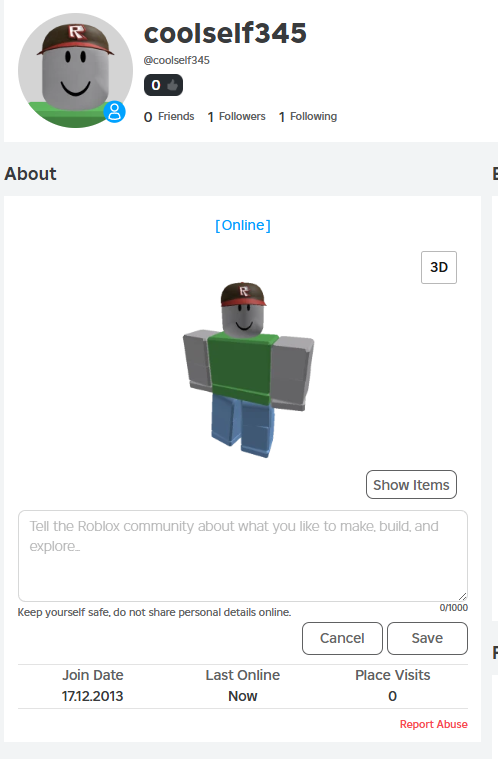 coolself345
@coolself345
0
0 Friends 1 Followers 1 Following
About
[Online]
3D
R
R
Show Items
Tell the Roblox community about what you like to make, build, and
explore...
Keep yourself safe, do not share personal details online.
0/1000
Cancel Save
Join Date Last Online Place Visits
17.12.2013 Now 0
Report Abuse